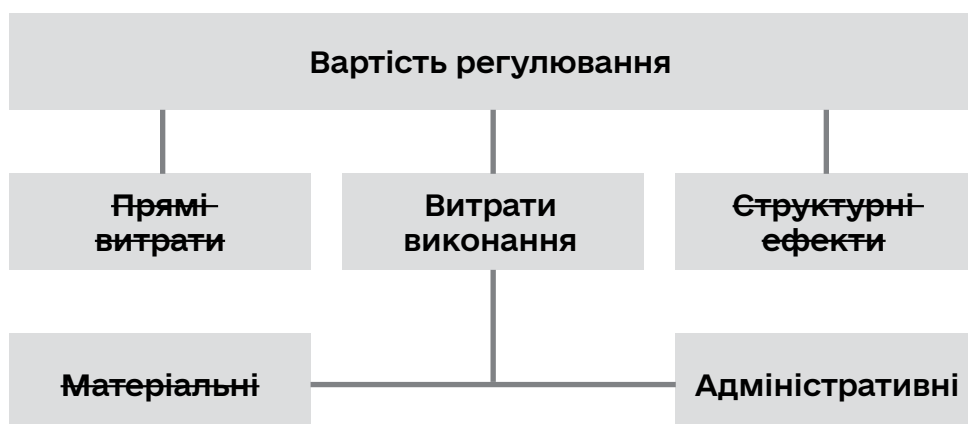 Вартість регулювання
Прямі
витрати
Витрати
виконання
Структурні
ефекти
Матеріальні
Адміністративні